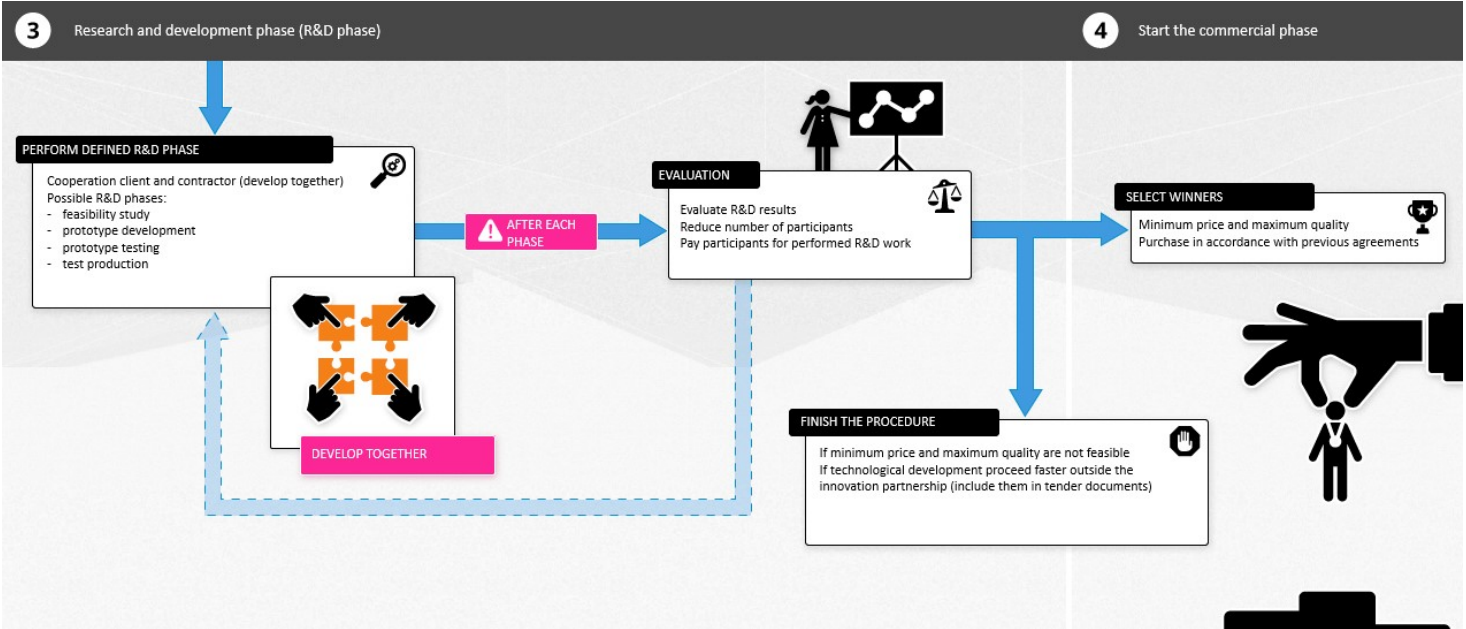 3 Research and development phase (R&D phase)
4 Start the commercial phase
PERFORM DEFINED R&D PHASE
Cooperation client and contractor (develop together)
Possible R&D phases:
- feasibility study
- prototype development
- prototype testing
- test production
DEVELOP TOGETHER
AFTER EACH
PHASE
EVALUATION
Evaluate R&D results
Reduce number of participants
Pay participants for performed R&D work
SELECT WINNERS
Minimum price and maximum quality
Purchase in accordance with previous agreements
FINISH THE PROCEDURE
If minimum price and maximum quality are not feasible
If technological development proceed faster outside the
innovation partnership (include them in tender documents)